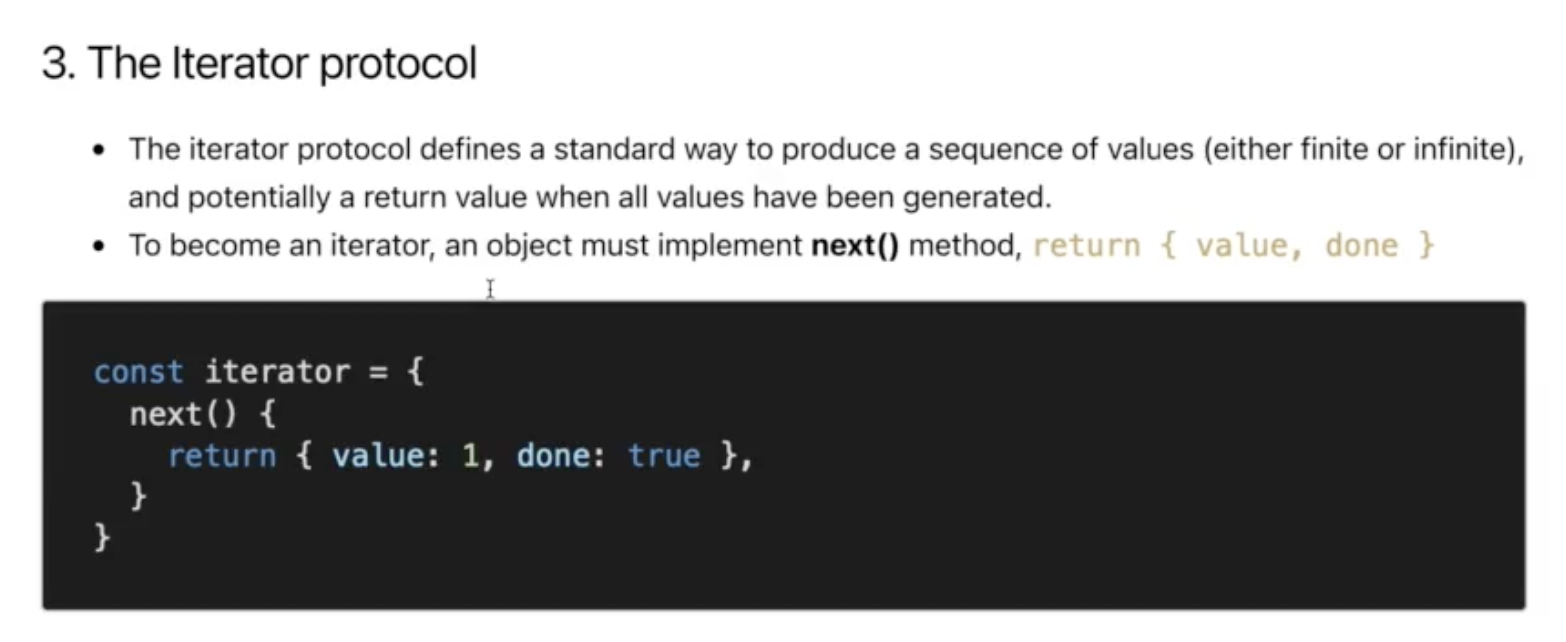 3. The Iterator protocol
• The iterator protocol defines a standard way to produce a sequence of values (either finite or infinite),
and potentially a return value when all values have been generated.
• To become an iterator, an object must implement next() method, return { value, done }
const iterator = {
  next() {
    return { value: 1, done: true },
  }
}